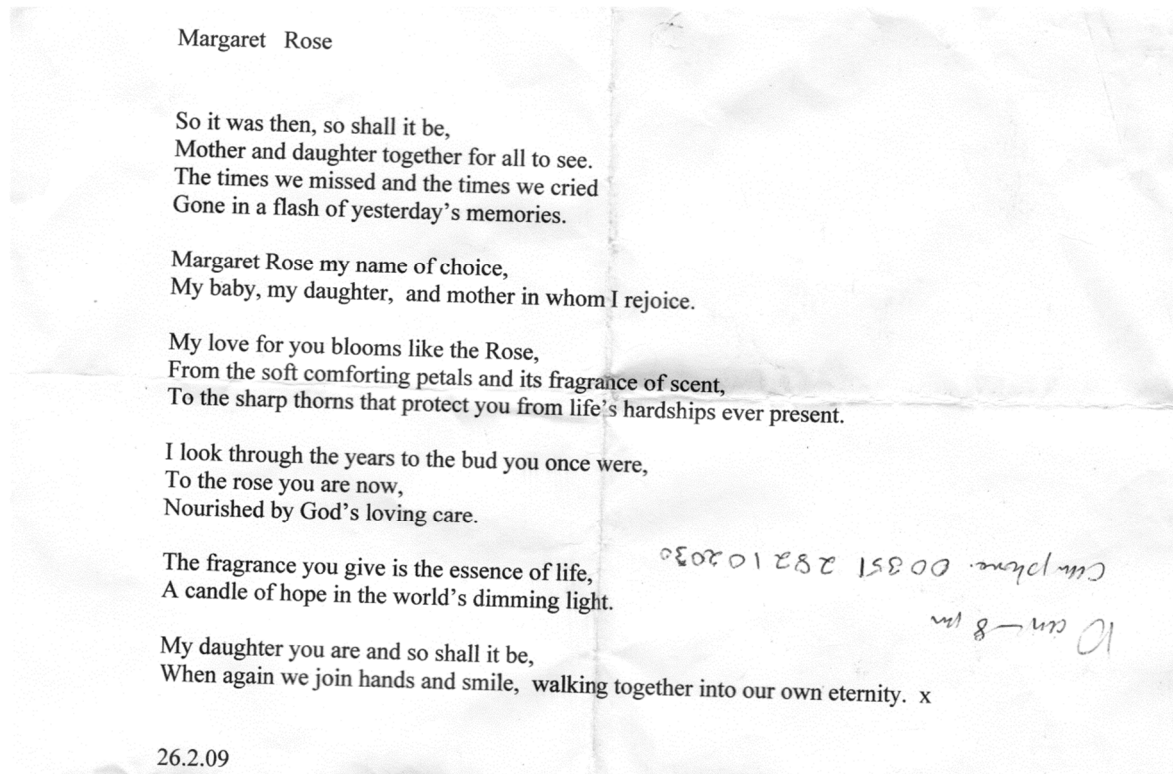 Margaret Rose
So it was then, so shall it be,
Mother and daughter together for all to see.
The times we missed and the times we cried
Gone in a flash of yesterday's memories.
Margaret Rose my name of choice,
My baby, my daughter, and mother in whom I rejoice.
My love for you blooms like the Rose,
From the soft comforting petals and its fragrance of scent,
To the sharp thorns that protect you from life's hardships ever present.
I look through the years to the bud you once were,
To the rose you are now,
Nourished by God's loving care.
The fragrance you give is the essence of life,
A candle of hope in the world's dimming light.
My daughter you are and so shall it be,
When again we join hands and smile, walking together into our own eternity. x
26.2.09
10 am – 8 pm
Can phone. 00351 282 102030